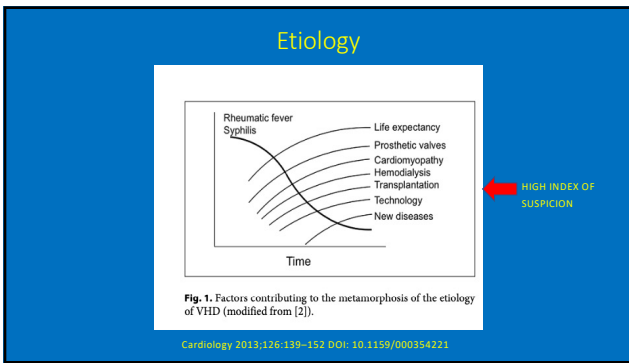 Etiology
Rheumatic fever
Syphilis
Life expectancy
Prosthetic valves
Cardiomyopathy
Hemodialysis
Transplantation
Technology
New diseases
Time
HIGH INDEX OF
SUSPICION
Fig. 1. Factors contributing to the metamorphosis of the etiology
of VHD (modified from [2]).
Cardiology 2013;126:139–152 DOI: 10.1159/000354221